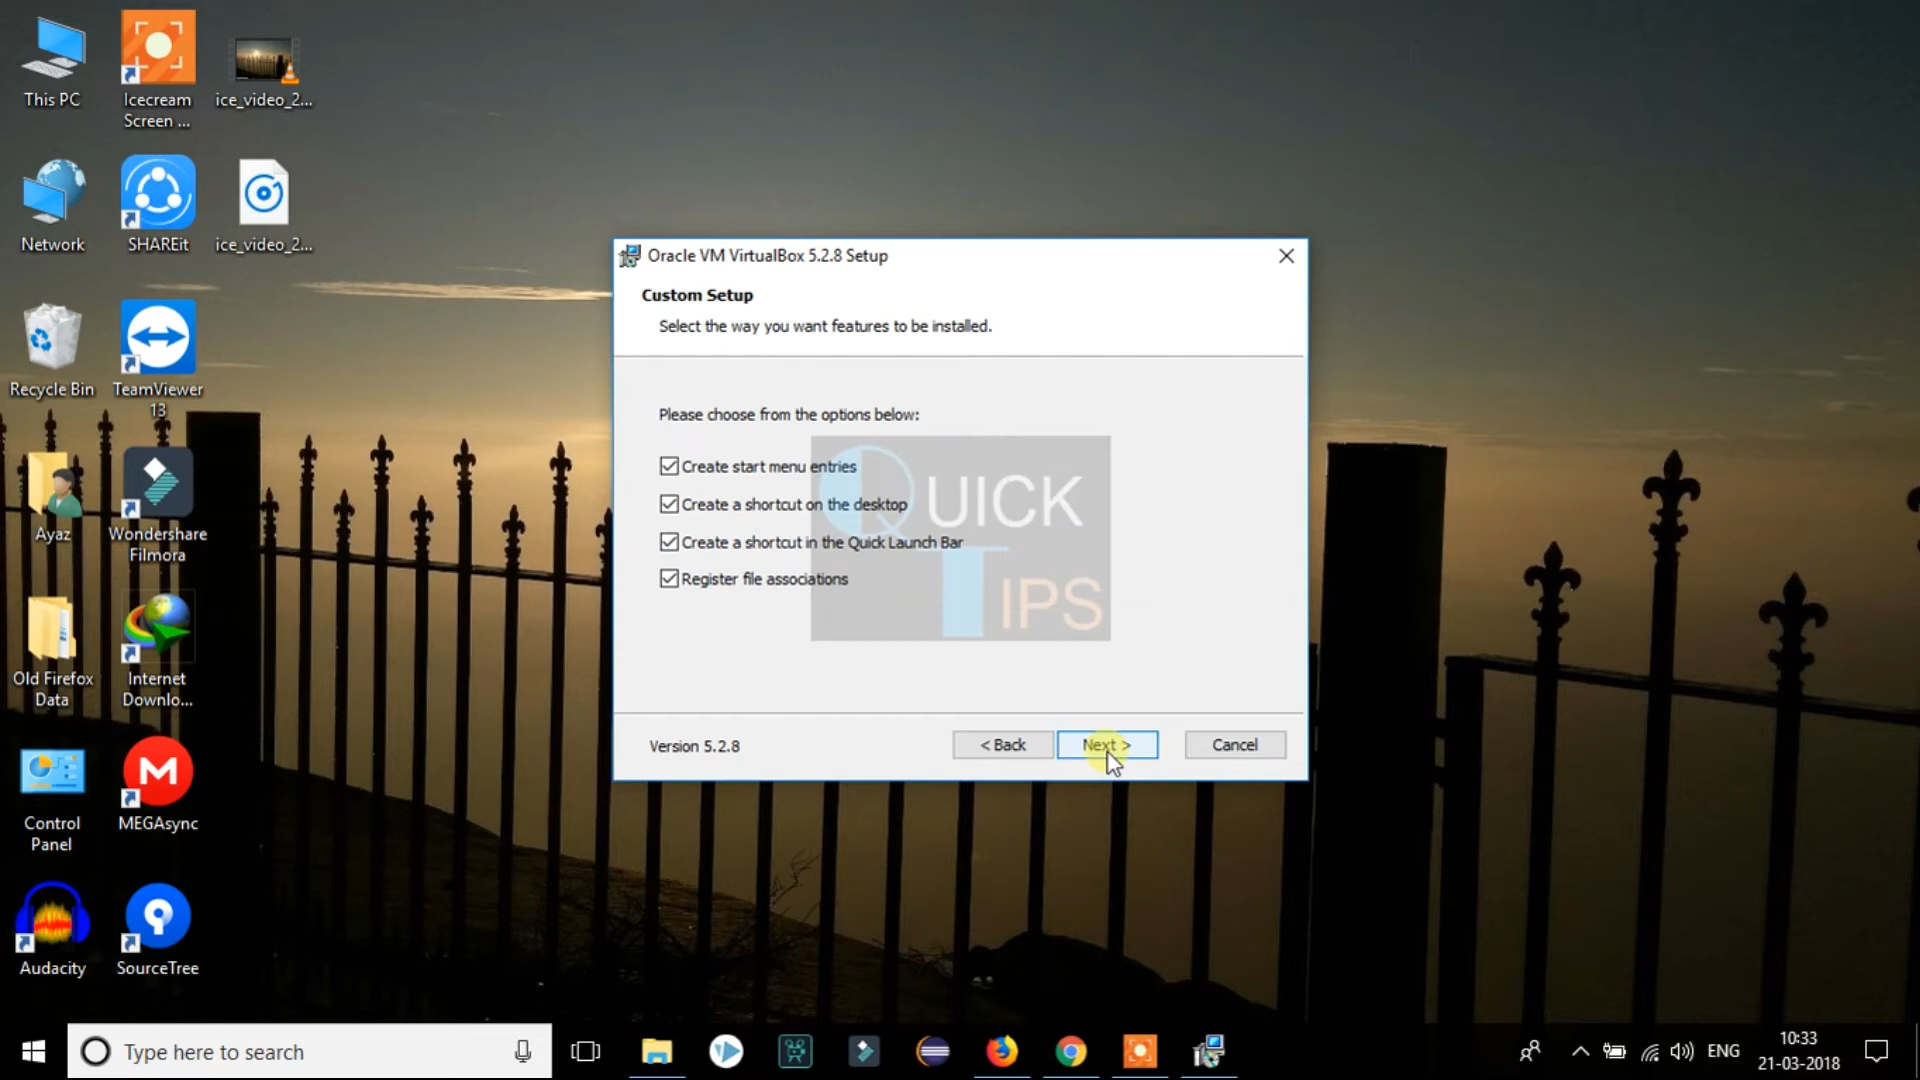 This PC
Icecream
Screen ...
ice_video_2...
Network
SHAREit
ice_video_2...
Recycle Bin
TeamViewer
13
Ayaz
Wondershare
Filmora
Old Firefox
Data
Internet
Downlo...
Control
Panel
MEGAsync
Audacity
SourceTree
Oracle VM VirtualBox 5.2.8 Setup
Custom Setup
Select the way you want features to be installed.
Please choose from the options below:
Create start menu entries
Create a shortcut on the desktop
Create a shortcut in the Quick Launch Bar
Register file associations
QUICK
TIPS
Version 5.2.8
< Back
Next >
Cancel
Type here to search
ENG
10:33
21-03-2018